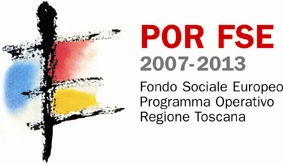 POR FSE
2007-2013
Fondo Sociale Europeo
Programma Operativo
Regione Toscana